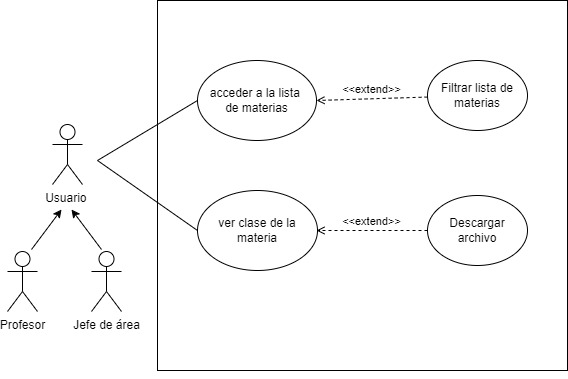 acceder a la lista
de materias
<<extend>>
Filtrar lista de
materias
Usuario
ver clase de la
materia
<<extend>>
Descargar
archivo
Profesor
Jefe de área